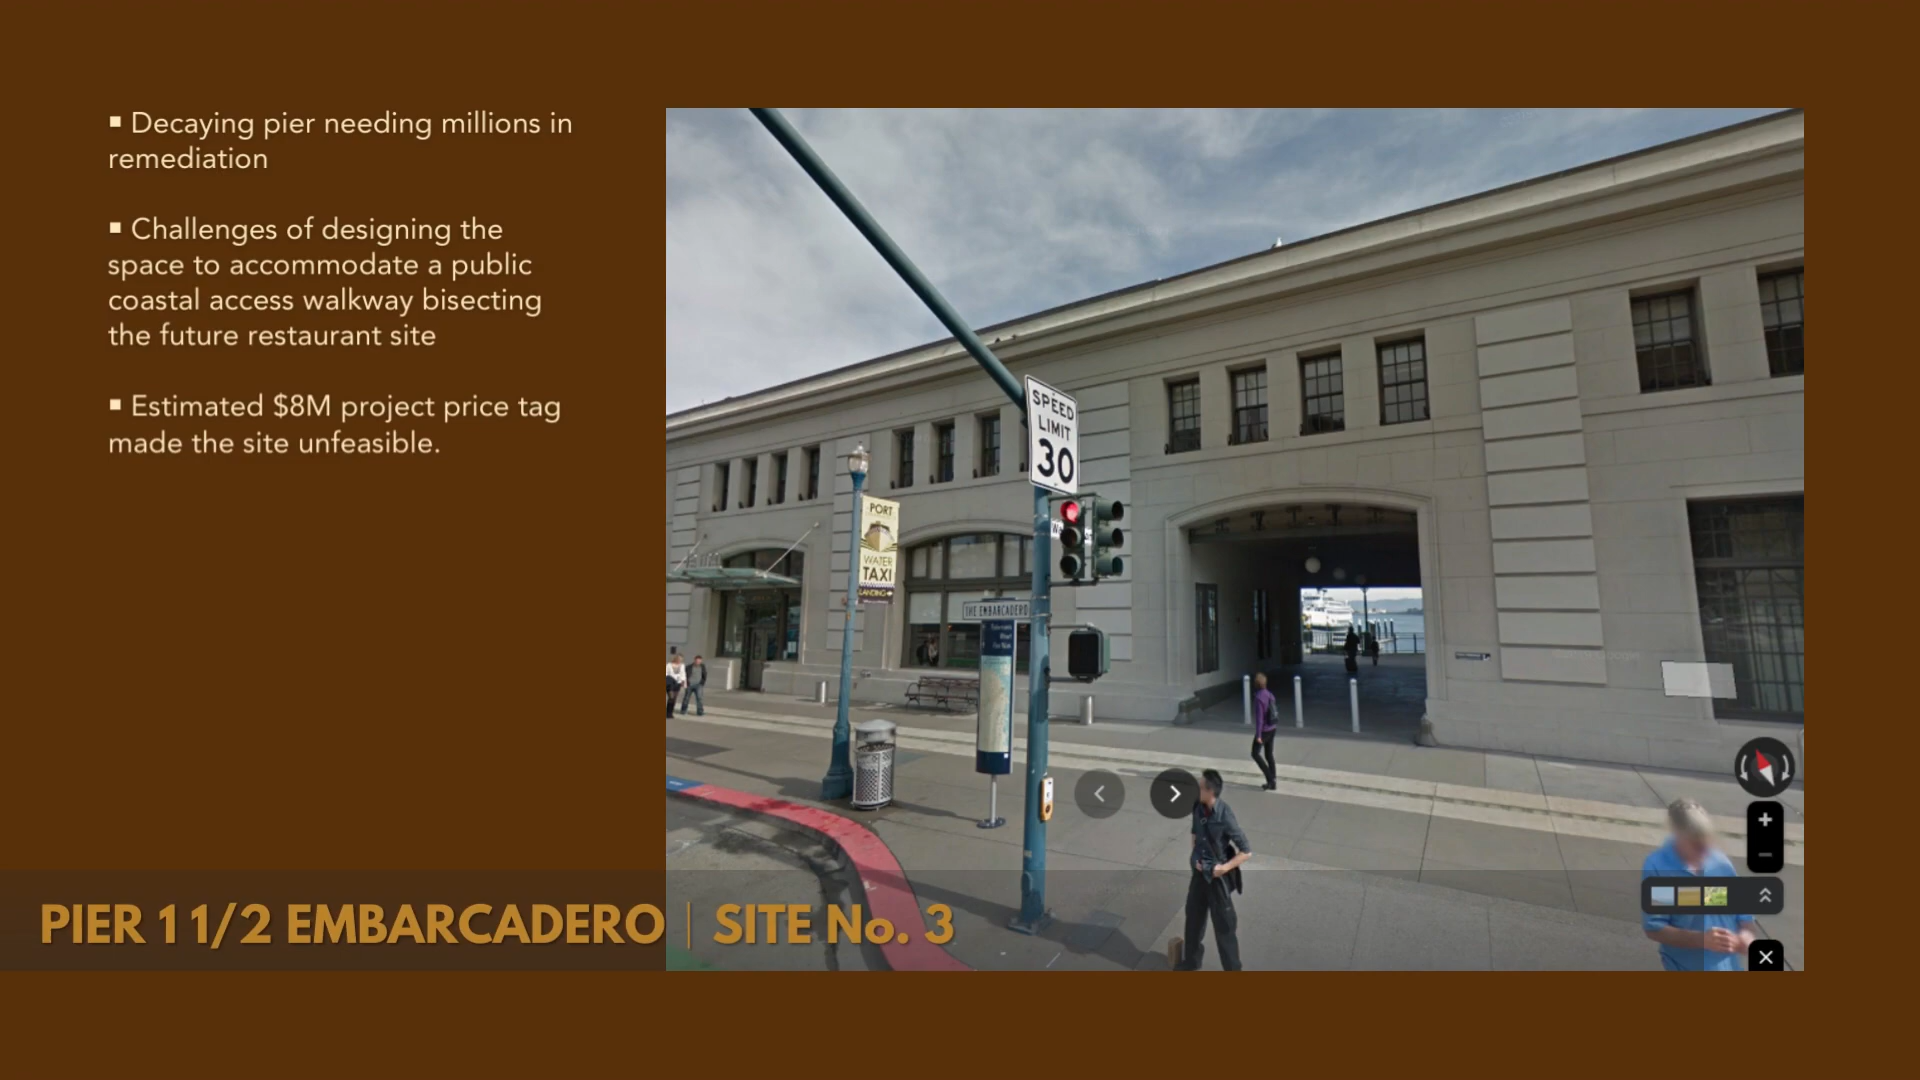 ▪ Decaying pier needing millions in
remediation
▪ Challenges of designing the
space to accommodate a public
coastal access walkway bisecting
the future restaurant site
▪ Estimated $8M project price tag
made the site unfeasible.
SPEED
LIMIT
30
PORT
WATER
TAXI
LANDING
THE EMBARCADERO
PIER 1 1/2 EMBARCADERO | SITE No. 3